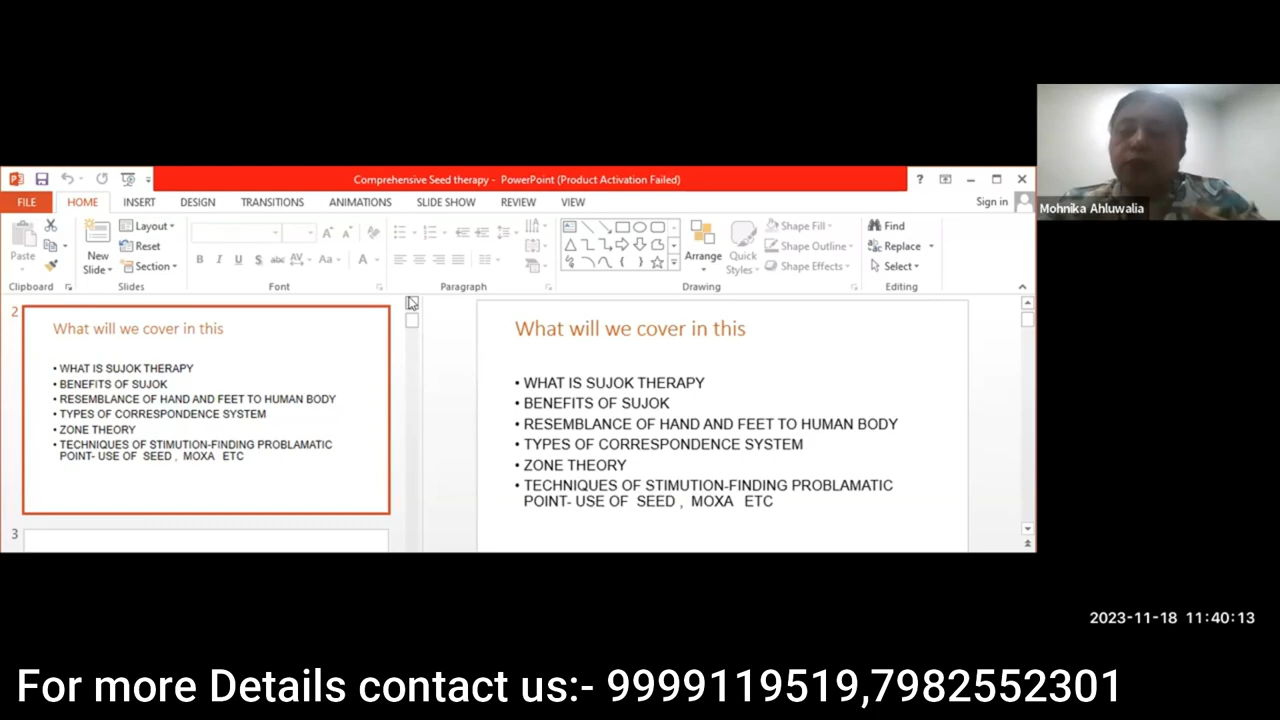 Comprehensive Seed therapy - PowerPoint (Product Activation Failed)
?
FILE HOME INSERT DESIGN TRANSITIONS ANIMATIONS SLIDE SHOW REVIEW VIEW Sign in
Paste
New
Slide
Layout
Reset
Section
B I U S abc AV Aa A
A A
Arrange
Quick
Styles
Shape Fill
Shape Outline
Shape Effects
Find
Replace
Select
Clipboard Slides Font Paragraph Drawing Editing
2
What will we cover in this
• WHAT IS SUJOK THERAPY
• BENEFITS OF SUJOK
• RESEMBLANCE OF HAND AND FEET TO HUMAN BODY
• TYPES OF CORRESPONDENCE SYSTEM
• ZONE THEORY
• TECHNIQUES OF STIMUTION-FINDING PROBLAMATIC
POINT- USE OF SEED , MOXA ETC
3
What will we cover in this
• WHAT IS SUJOK THERAPY
• BENEFITS OF SUJOK
• RESEMBLANCE OF HAND AND FEET TO HUMAN BODY
• TYPES OF CORRESPONDENCE SYSTEM
• ZONE THEORY
• TECHNIQUES OF STIMUTION-FINDING PROBLAMATIC
POINT- USE OF SEED , MOXA ETC
Mohnika Ahluwalia
2023-11-18 11:40:13
For more Details contact us:- 9999119519,7982552301